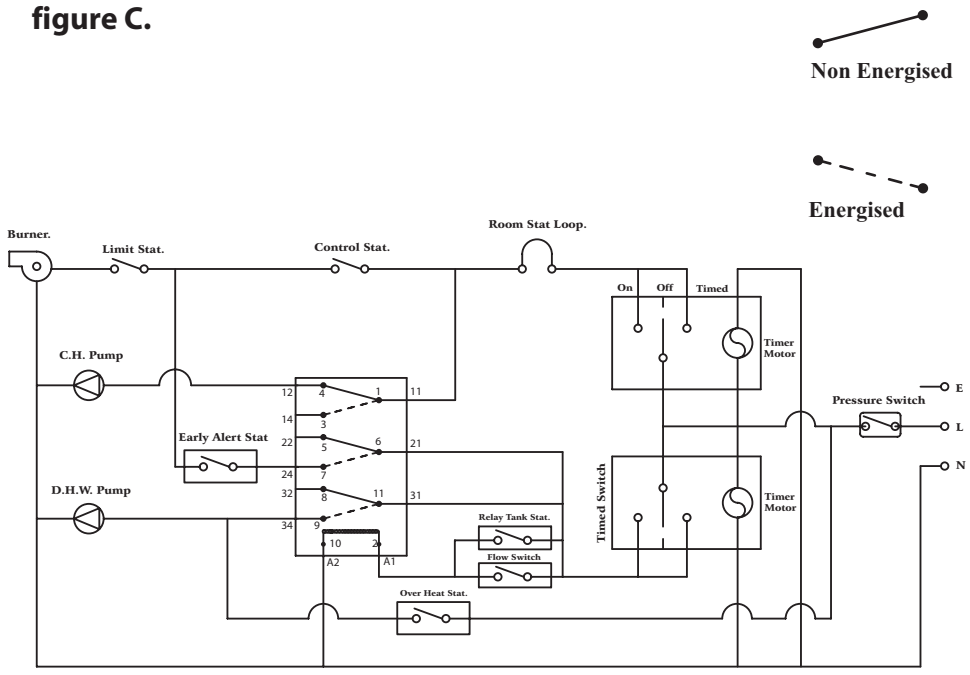 figure C.
Non Energised
Energised
Burner.
Limit Stat.
Control Stat.
Room Stat Loop.
On Off Timed
Timer
Motor
C.H. Pump
Pressure Switch
E
L
N
12 4 1 11
14 3
22 5 6 21
Early Alert Stat
24 7
32 8 11 31
D.H.W. Pump
34 9
10 2
A2 A1
Relay Tank Stat.
Flow Switch
Timed Switch
Timer
Motor
Over Heat Stat.